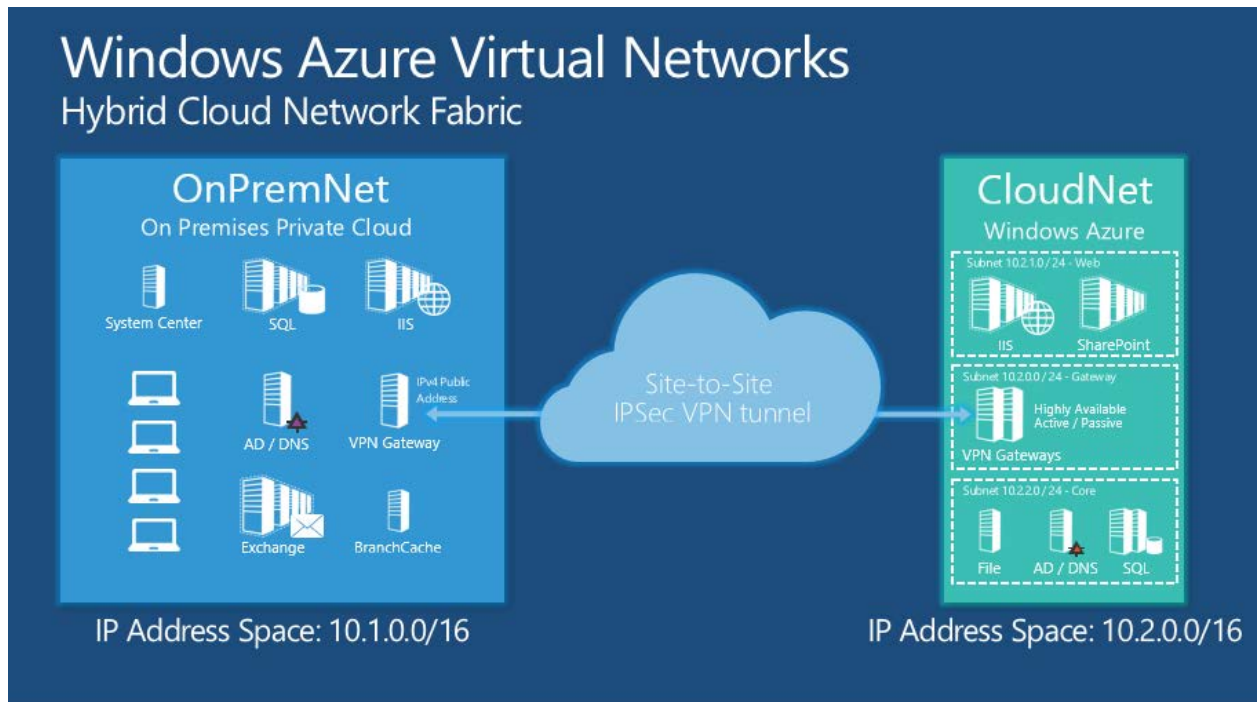 Windows Azure Virtual Networks
Hybrid Cloud Network Fabric
OnPremNet
On Premises Private Cloud
System Center
SQL
IIS
IPv4 Public
Address
AD / DNS
VPN Gateway
Exchange
BranchCache
IP Address Space: 10.1.0.0/16
Site-to-Site
IPSec VPN tunnel
CloudNet
Windows Azure
Subnet 10.2.1.0/24 - Web
IIS
SharePoint
Subnet 10.2.0.0/24 - Gateway
Highly Available
Active / Passive
VPN Gateways
Subnet 10.2.2.0/24 - Core
File
AD / DNS
SQL
IP Address Space: 10.2.0.0/16